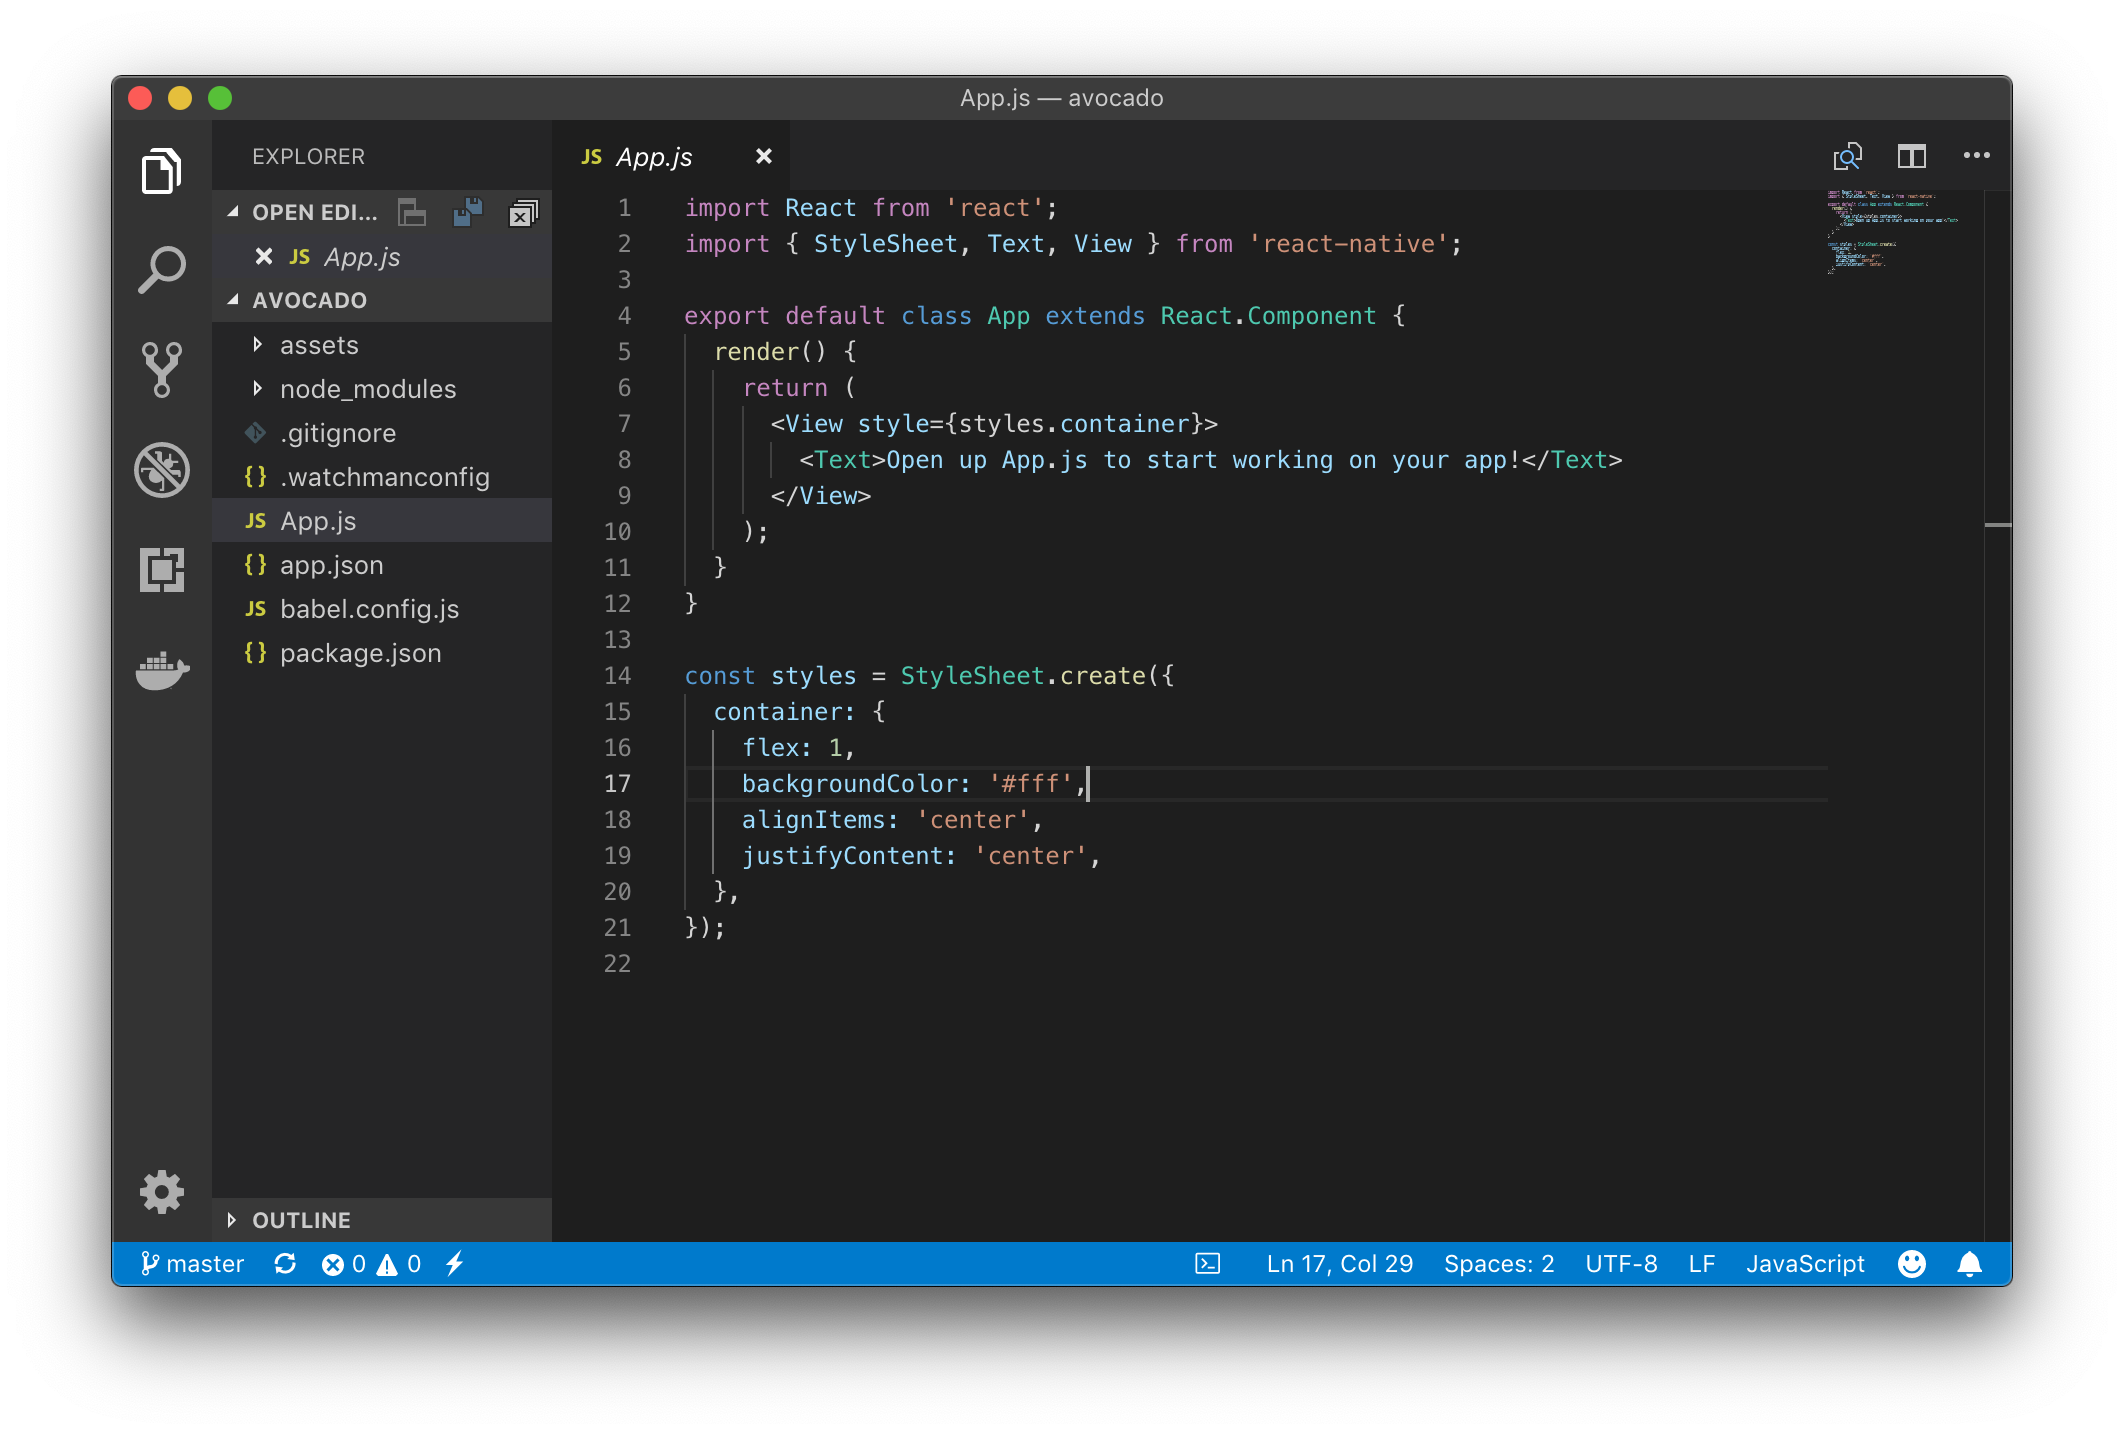 App.js — avocado
EXPLORER
OPEN EDI...
JS App.js
AVOCADO
assets
node_modules
.gitignore
{} .watchmanconfig
JS App.js
{} app.json
JS babel.config.js
{} package.json
OUTLINE
JS App.js
1 import React from 'react';
2 import { StyleSheet, Text, View } from 'react-native';
3
4 export default class App extends React.Component {
5   render() {
6     return (
7       <View style={styles.container}>
8         <Text>Open up App.js to start working on your app!</Text>
9       </View>
10     );
11   }
12 }
13
14 const styles = StyleSheet.create({
15   container: {
16     flex: 1,
17     backgroundColor: '#fff',
18     alignItems: 'center',
19     justifyContent: 'center',
20   },
21 });
22
master 0 0 Ln 17, Col 29 Spaces: 2 UTF-8 LF JavaScript